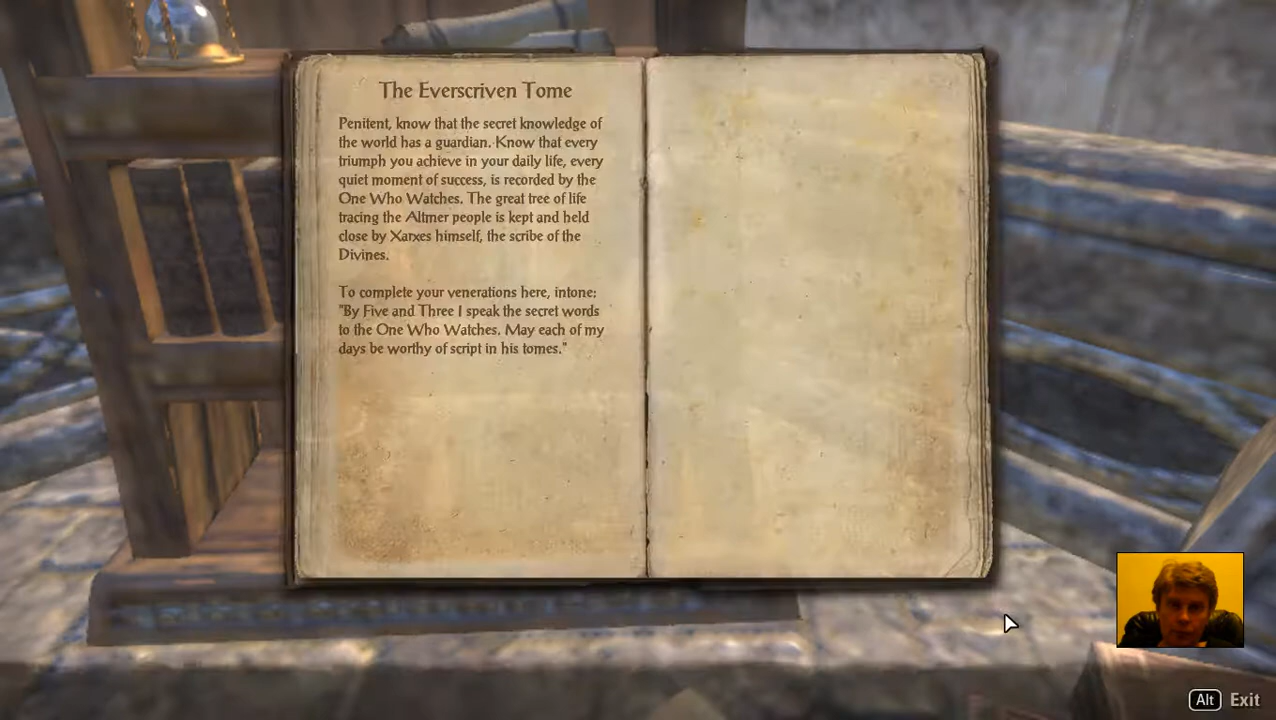 The Everscriven Tome
Penitent, know that the secret knowledge of
the world has a guardian. Know that every
triumph you achieve in your daily life, every
quiet moment of success, is recorded by the
One Who Watches. The great tree of life
tracing the Altmer people is kept and held
close by Xarxes himself, the scribe of the
Divines.
To complete your venerations here, intone:
"By Five and Three I speak the secret words
to the One Who Watches. May each of my
days be worthy of script in his tomes."
Alt Exit